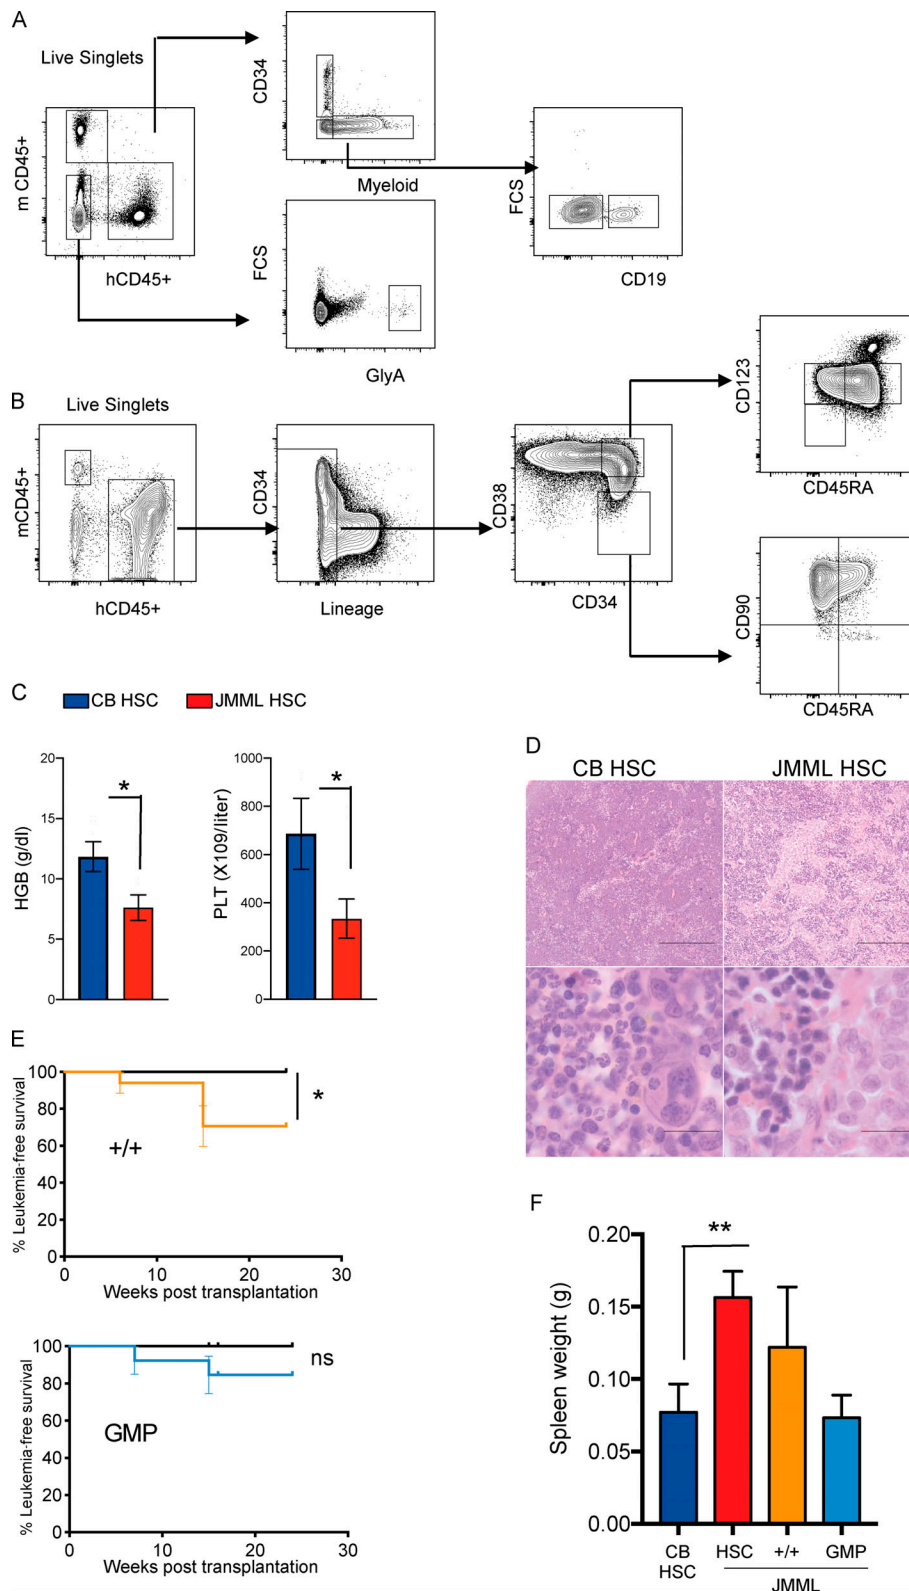 A
Live Singlets
m CD45+
hCD45+
CD34
Myeloid
FCS
CD19
FCS
GlyA
B
Live Singlets
mCD45+
hCD45+
CD34
Lineage
CD38
CD34
CD123
CD45RA
CD90
CD45RA
C
CB HSC
JMML HSC
HGB (g/dl)
20
15
10
5
0
*
PLT (X109/liter)
1000
800
600
400
200
0
*
D
CB HSC
JMML HSC
E
% Leukemia-free survival
100
80
60
40
20
0
+/+
*
0
10
20
30
Weeks post transplantation
% Leukemia-free survival
100
80
60
40
20
0
GMP
ns
0
10
20
30
Weeks post transplantation
F
Spleen weight (g)
0.20
0.15
0.10
0.05
0.00
**
CB
HSC
HSC
+/+
GMP
JMML